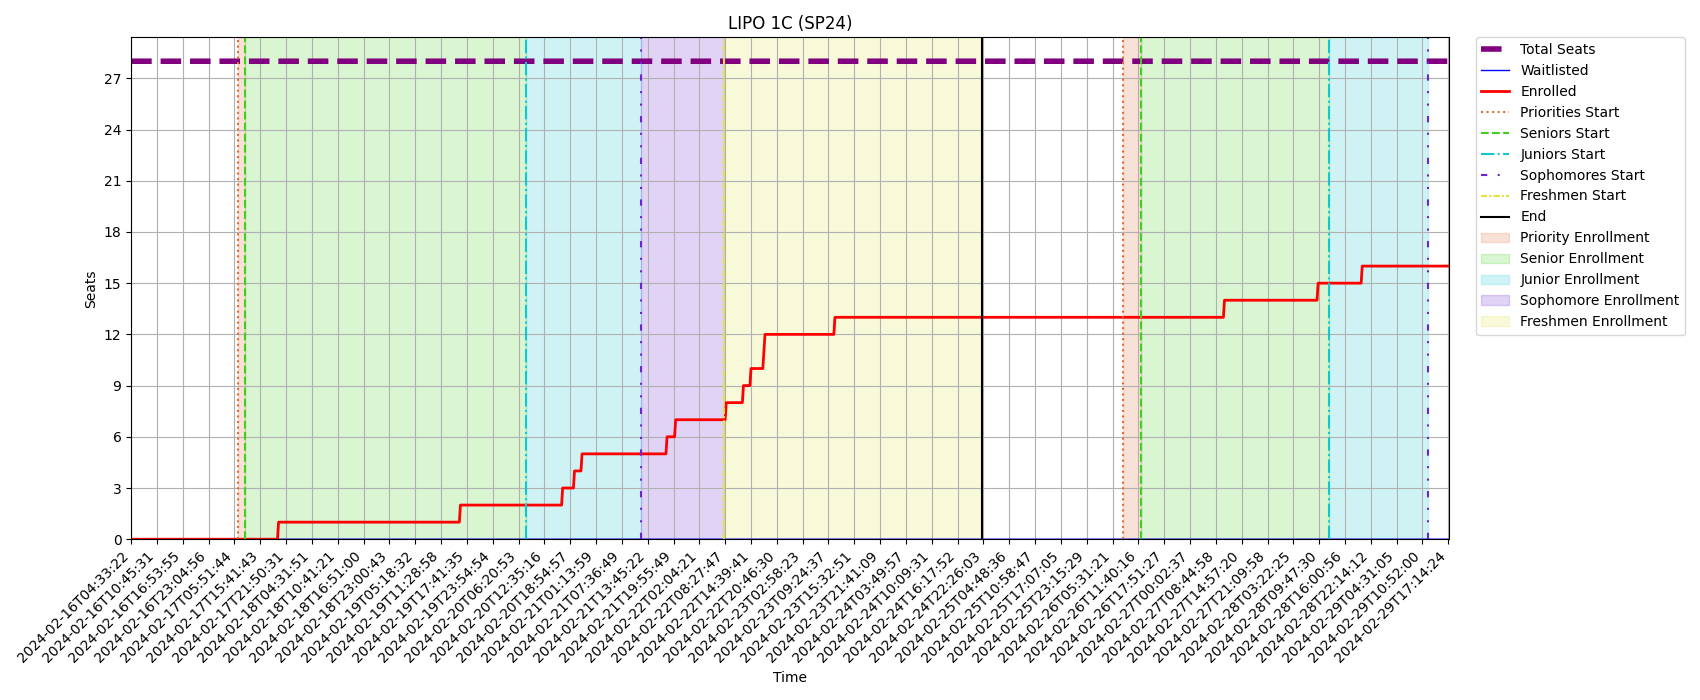 LIPO 1C (SP24)
Seats
27
24
21
18
15
12
9
6
3
0
2024-02-16T04:33:22
2024-02-16T10:45:31
2024-02-16T16:53:55
2024-02-16T23:04:56
2024-02-17T05:51:44
2024-02-17T15:41:43
2024-02-17T21:50:31
2024-02-18T04:31:51
2024-02-18T10:41:21
2024-02-18T16:51:00
2024-02-18T23:00:43
2024-02-19T05:18:32
2024-02-19T11:28:58
2024-02-19T17:41:35
2024-02-19T23:54:54
2024-02-20T06:20:53
2024-02-20T12:35:16
2024-02-20T18:54:57
2024-02-21T01:13:59
2024-02-21T07:36:49
2024-02-21T13:45:22
2024-02-21T19:55:49
2024-02-22T02:04:21
2024-02-22T08:27:47
2024-02-22T14:39:41
2024-02-22T20:46:30
2024-02-23T02:58:23
2024-02-23T09:24:37
2024-02-23T15:32:51
2024-02-23T21:41:09
2024-02-24T03:49:57
2024-02-24T10:09:31
2024-02-24T16:17:52
2024-02-24T22:26:03
2024-02-25T04:48:36
2024-02-25T10:58:47
2024-02-25T17:07:05
2024-02-25T23:15:29
2024-02-26T05:31:21
2024-02-26T11:40:16
2024-02-26T17:51:27
2024-02-27T00:02:37
2024-02-27T08:44:58
2024-02-27T14:57:20
2024-02-27T21:09:58
2024-02-28T03:22:25
2024-02-28T09:47:30
2024-02-28T16:00:56
2024-02-28T22:14:12
2024-02-29T04:31:05
2024-02-29T10:52:00
2024-02-29T17:14:24
Time
Total Seats
Waitlisted
Enrolled
Priorities Start
Seniors Start
Juniors Start
Sophomores Start
Freshmen Start
End
Priority Enrollment
Senior Enrollment
Junior Enrollment
Sophomore Enrollment
Freshmen Enrollment